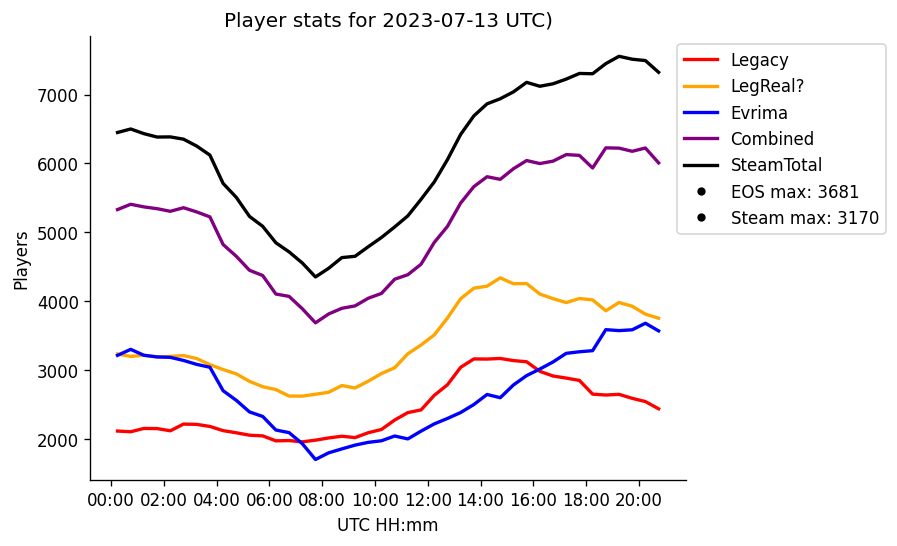 Player stats for 2023-07-13 UTC)
Legacy
LegReal?
Evrima
Combined
SteamTotal
EOS max: 3681
Steam max: 3170
Players
7000
6000
5000
4000
3000
2000
00:00 02:00 04:00 06:00 08:00 10:00 12:00 14:00 16:00 18:00 20:00
UTC HH:mm